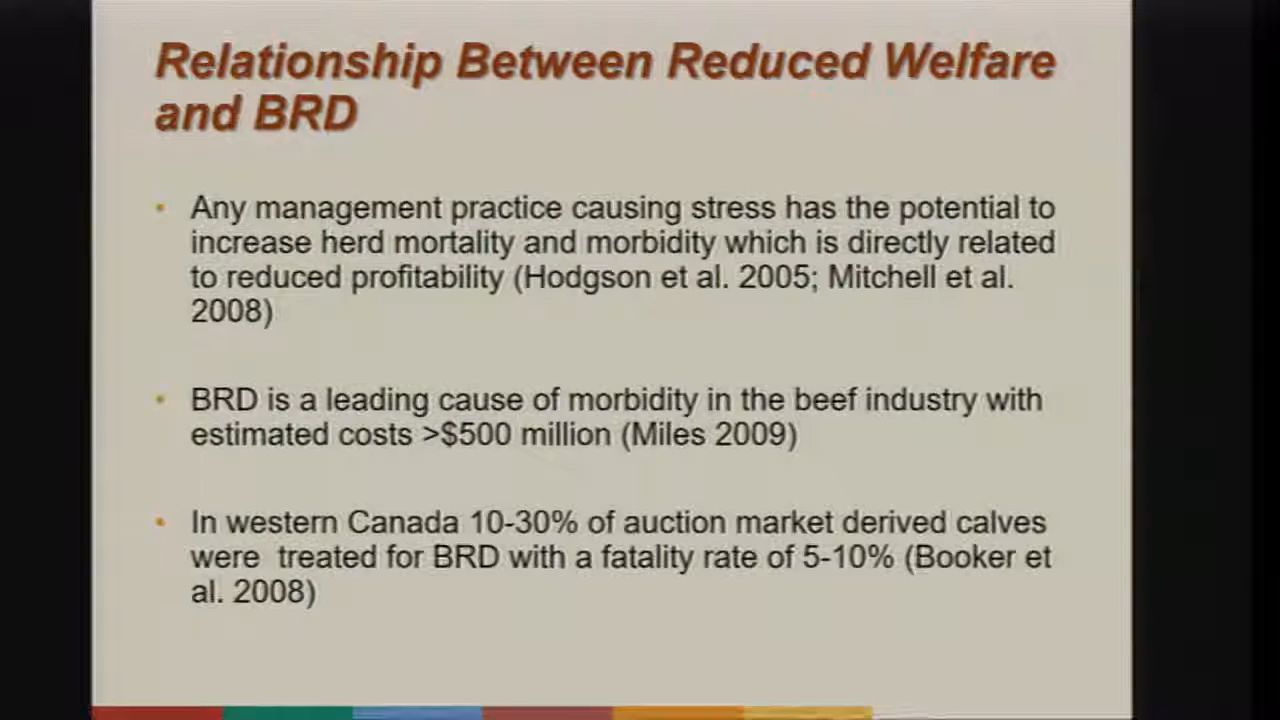 Relationship Between Reduced Welfare
and BRD
• Any management practice causing stress has the potential to
increase herd mortality and morbidity which is directly related
to reduced profitability (Hodgson et al. 2005; Mitchell et al.
2008)
• BRD is a leading cause of morbidity in the beef industry with
estimated costs >$500 million (Miles 2009)
• In western Canada 10-30% of auction market derived calves
were  treated for BRD with a fatality rate of 5-10% (Booker et
al. 2008)